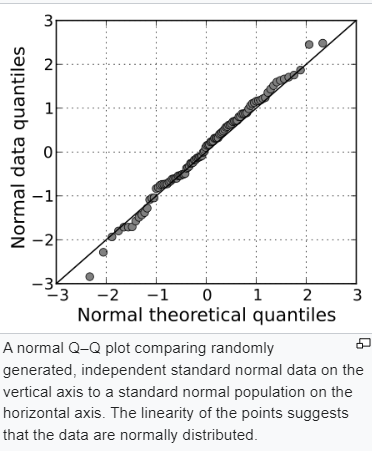 3
2
1
0
−1
−2
−3
−3 −2 −1 0 1 2 3
Normal data quantiles
Normal theoretical quantiles
A normal Q–Q plot comparing randomly
generated, independent standard normal data on the
vertical axis to a standard normal population on the
horizontal axis. The linearity of the points suggests
that the data are normally distributed.